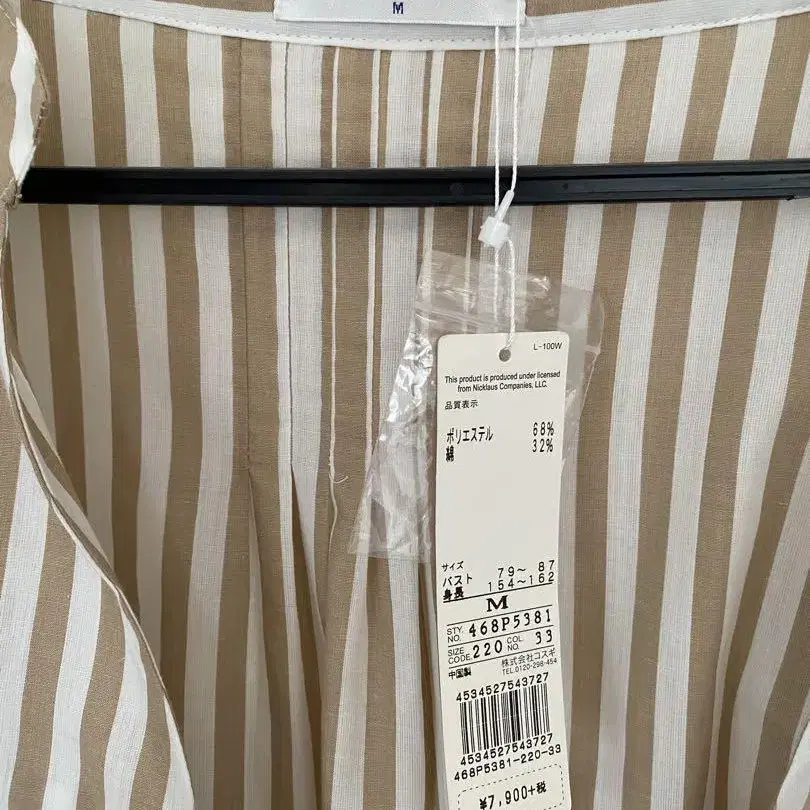 M
L-100W
This product is produced under licensed
from Nicklaus Companies, LLC.
品質表示
ポリエステル 68%
綿 32%
サイズ
バスト 79～ 87
身長 154～162
M
STY. NO. 468P5381
SIZE CODE. 220 COL. NO. 33
中国製 株式会社コスギ
TEL.0120-298-454
4534527543727
4534527543727
468P5381-220-33
¥7,900+税